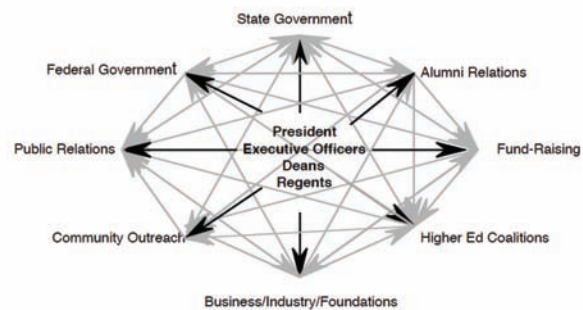 State Government†
Federal Government†
Alumni Relations
Public Relations
President
Executive Officers
Deans
Regents
Fund-Raising
Community Outreach
Higher Ed Coalitions
Business/Industry/Foundations